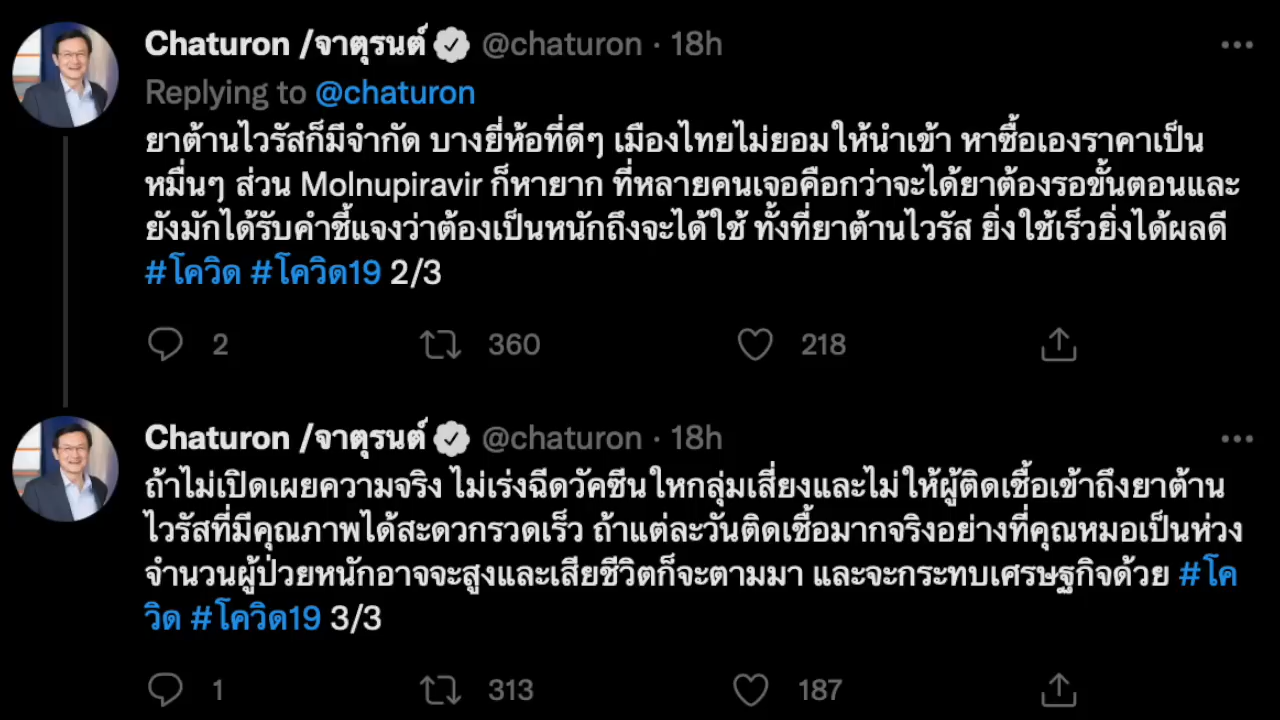 Chaturon /จาตุรนต์ @chaturon · 18h
Replying to @chaturon
ยาต้านไวรัสก็มีจำกัด บางยี่ห้อที่ดีๆ เมืองไทยไม่ยอมให้นำเข้า หาซื้อเองราคาเป็น
หมื่นๆ ส่วน Molnupiravir ก็หายาก ที่หลายคนเจอคือกว่าจะได้ยาต้องรอขั้นตอนและ
ยังมักได้รับคำชี้แจงว่าต้องเป็นหนักถึงจะได้ใช้ ทั้งที่ยาต้านไวรัส ยิ่งใช้เร็วยิ่งได้ผลดี
#โควิด #โควิด19 2/3
2 360 218
Chaturon /จาตุรนต์ @chaturon · 18h
ถ้าไม่เปิดเผยความจริง ไม่เร่งฉีดวัคซีนใหกลุ่มเสี่ยงและไม่ให้ผู้ติดเชื้อเข้าถึงยาต้าน
ไวรัสที่มีคุณภาพได้สะดวกรวดเร็ว ถ้าแต่ละวันติดเชื้อมากจริงอย่างที่คุณหมอเป็นห่วง
จำนวนผู้ป่วยหนักอาจจะสูงและเสียชีวิตก็จะตามมา และจะกระทบเศรษฐกิจด้วย #โค
วิด #โควิด19 3/3
1 313 187